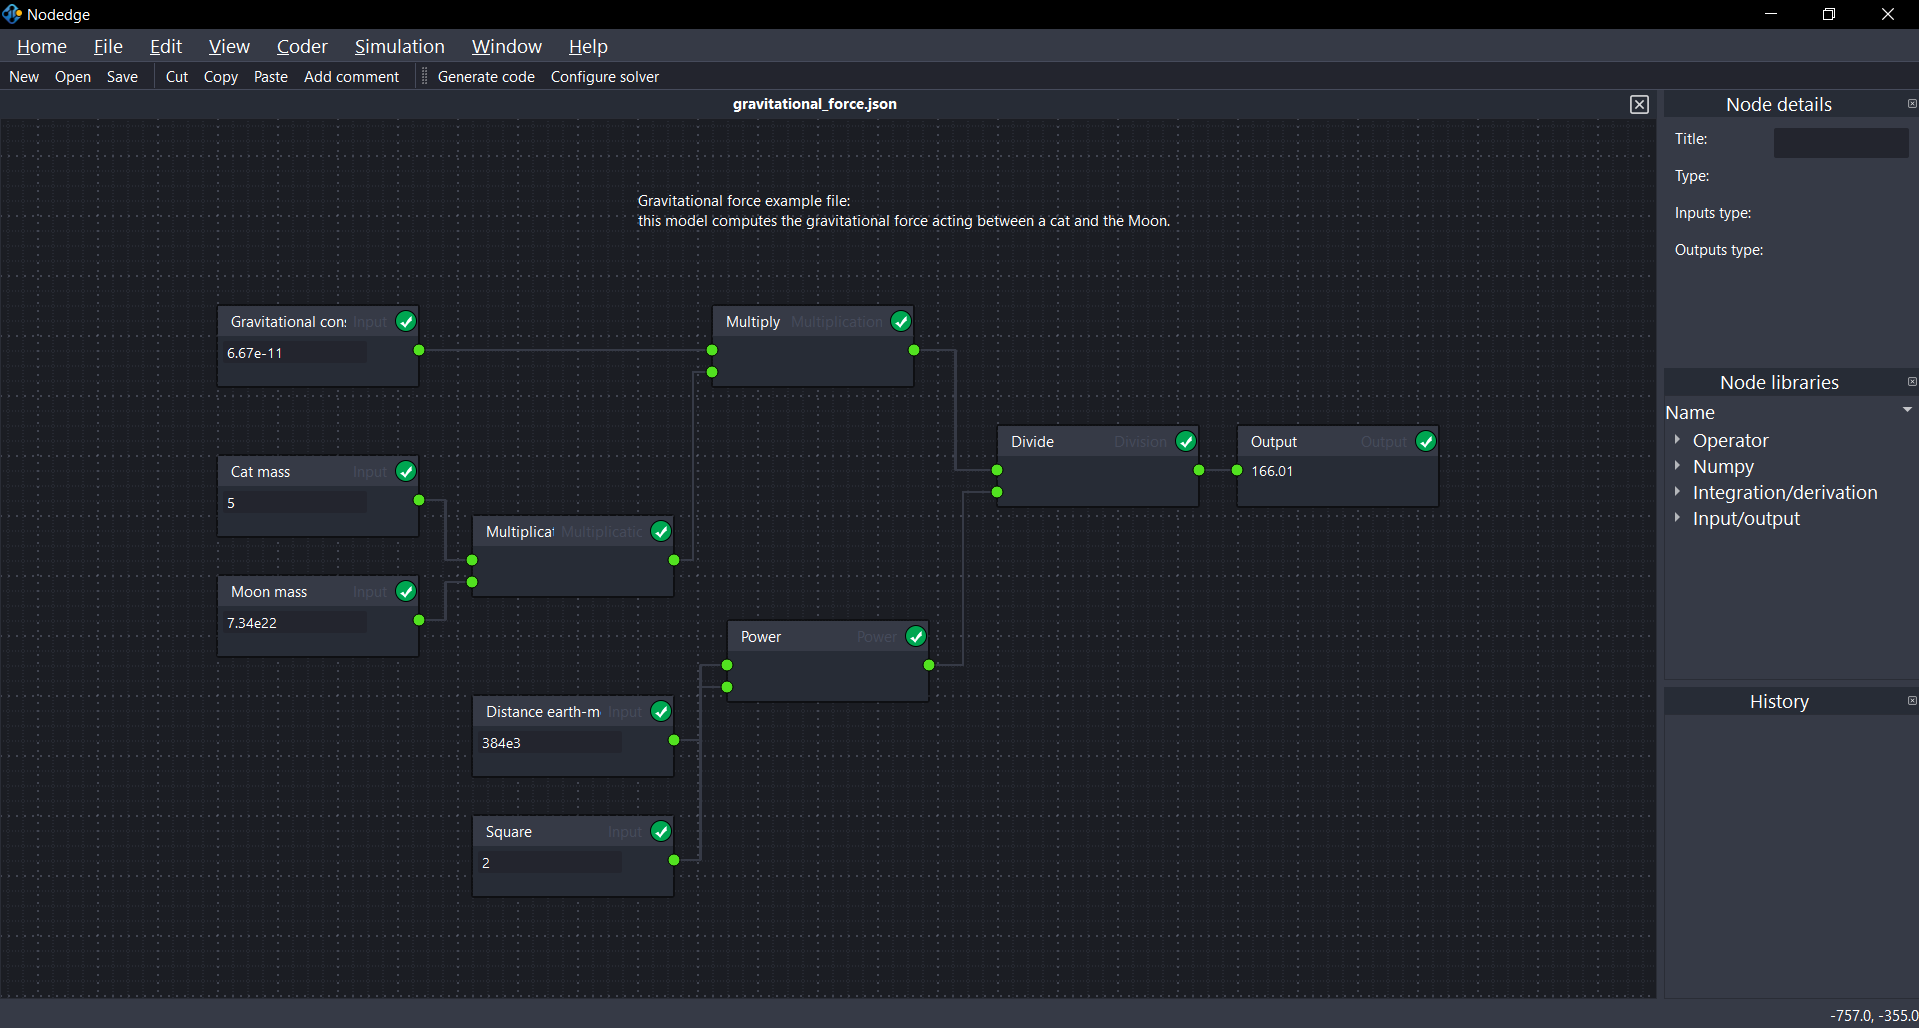 Nodedge
Home File Edit View Coder Simulation Window Help
New Open Save Cut Copy Paste Add comment Generate code Configure solver
gravitational_force.json
Gravitational force example file:
this model computes the gravitational force acting between a cat and the Moon.
Gravitational cons Input
6.67e-11
Multiply Multiplication
Cat mass Input
5
Multiplicat Multiplicatic
Moon mass Input
7.34e22
Divide Division
Output Output
166.01
Power Power
Distance earth-m Input
384e3
Square Input
2
Node details
Title:
Type:
Inputs type:
Outputs type:
Node libraries
Name
Operator
Numpy
Integration/derivation
Input/output
History
-757.0, -355.0